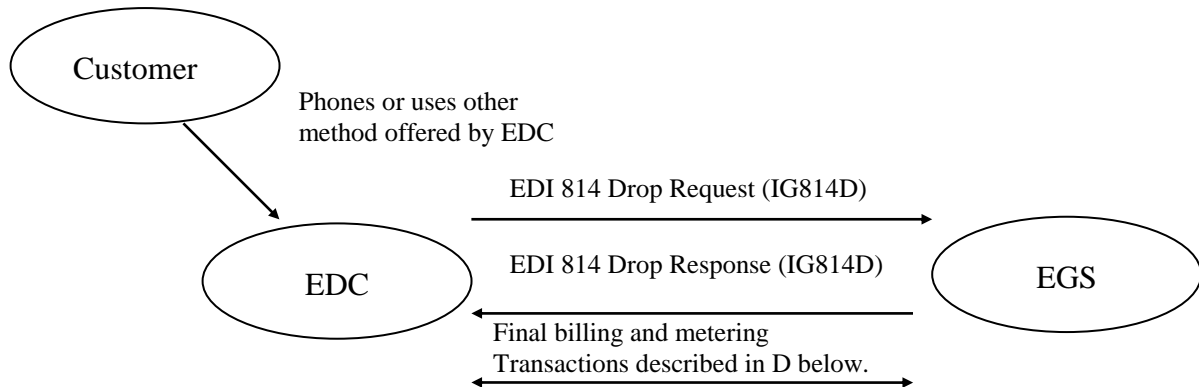 Customer
Phones or uses other
method offered by EDC
EDI 814 Drop Request (IG814D)
EDC
EDI 814 Drop Response (IG814D)
EGS
Final billing and metering
Transactions described in D below.